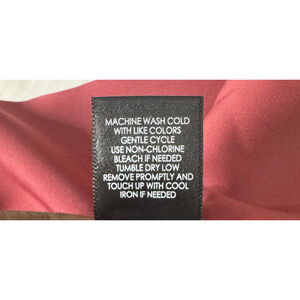 MACHINE WASH COLD
WITH LIKE COLORS
GENTLE CYCLE
USE NON-CHLORINE
BLEACH IF NEEDED
TUMBLE DRY LOW
REMOVE PROMPTLY AND
TOUCH UP WITH COOL
IRON IF NEEDED